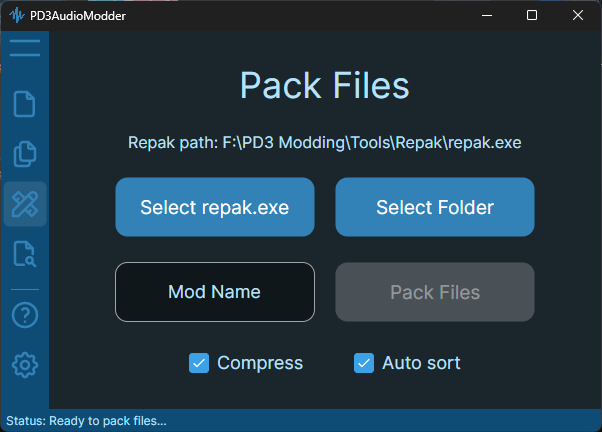 PD3AudioModder
Pack Files
Repak path: F:\PD3 Modding\Tools\Repak\repak.exe
Select repak.exe
Select Folder
Mod Name
Pack Files
Compress
Auto sort
Status: Ready to pack files...